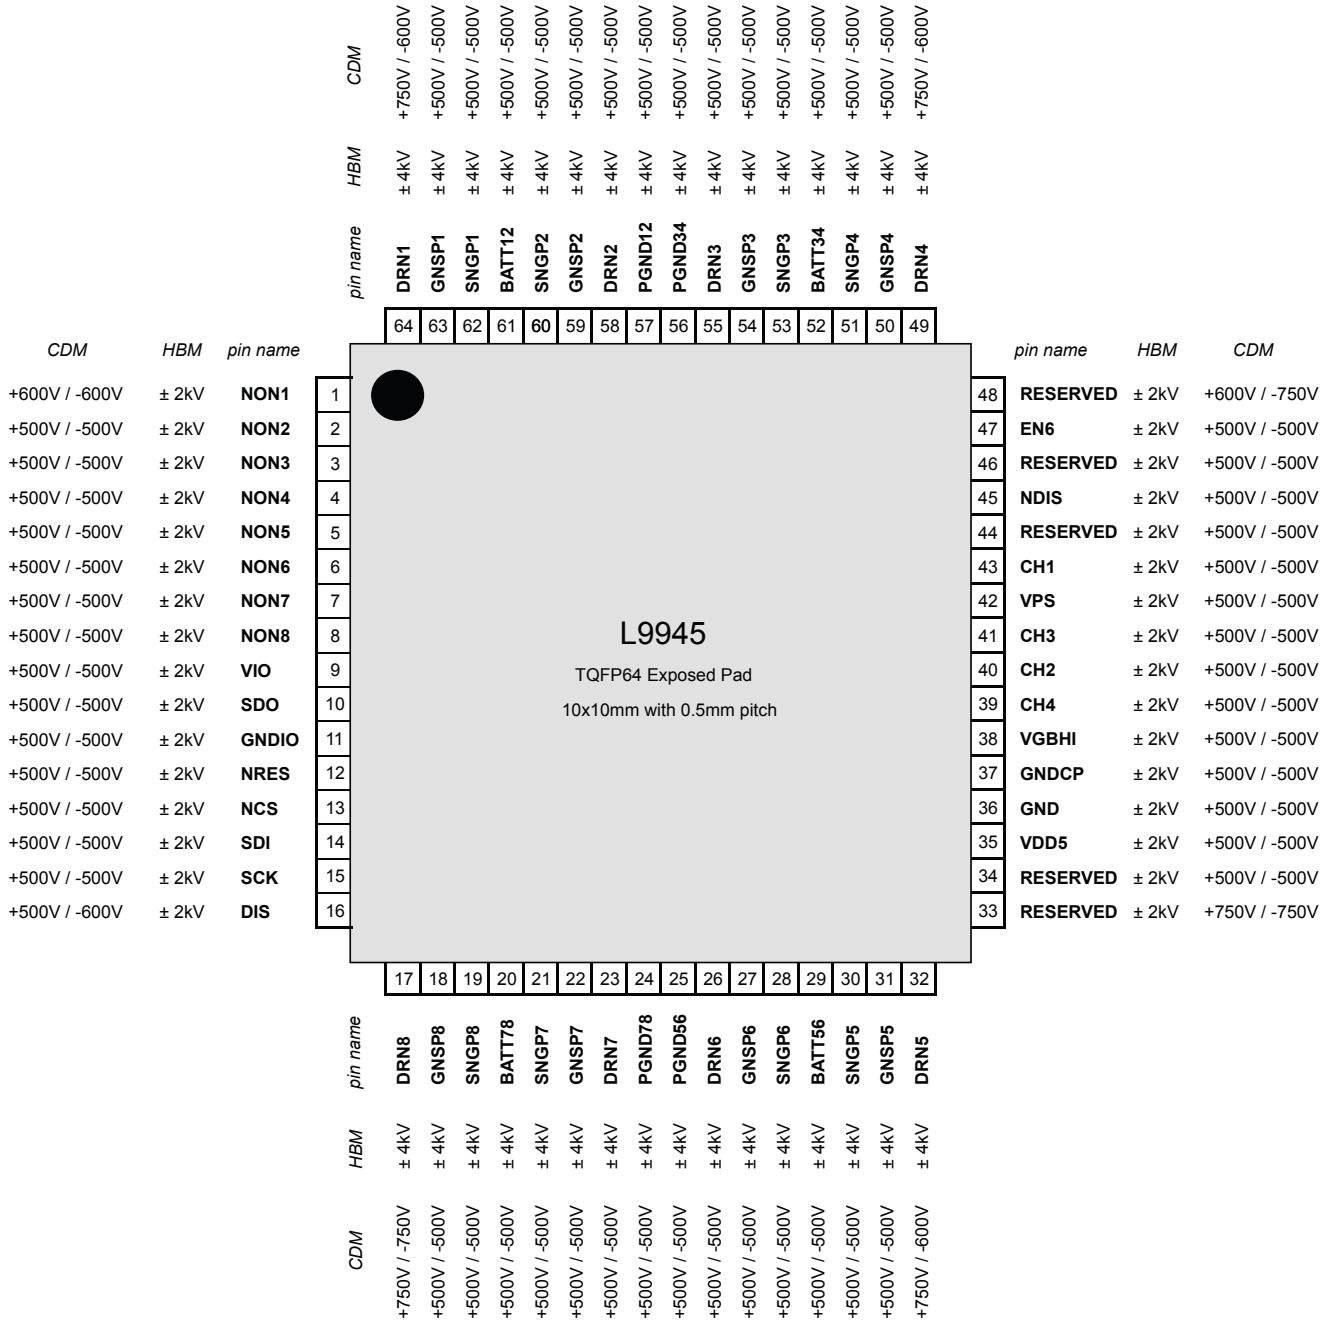 CDM +750V / -600V +500V / -500V +500V / -500V +500V / -500V +500V / -500V +500V / -500V +500V / -500V +500V / -500V +500V / -500V +500V / -500V +500V / -500V +500V / -500V +500V / -500V +500V / -500V +500V / -500V +750V / -600V
HBM ± 4kV ± 4kV ± 4kV ± 4kV ± 4kV ± 4kV ± 4kV ± 4kV ± 4kV ± 4kV ± 4kV ± 4kV ± 4kV ± 4kV ± 4kV ± 4kV
pin name DRN1 GNSP1 SNGP1 BATT12 SNGP2 GNSP2 DRN2 PGND12 PGND34 DRN3 GNSP3 SNGP3 BATT34 SNGP4 GNSP4 DRN4
64 63 62 61 60 59 58 57 56 55 54 53 52 51 50 49
CDM HBM pin name
+600V / -600V ± 2kV NON1 1
+500V / -500V ± 2kV NON2 2
+500V / -500V ± 2kV NON3 3
+500V / -500V ± 2kV NON4 4
+500V / -500V ± 2kV NON5 5
+500V / -500V ± 2kV NON6 6
+500V / -500V ± 2kV NON7 7
+500V / -500V ± 2kV NON8 8
+500V / -500V ± 2kV VIO 9
+500V / -500V ± 2kV SDO 10
+500V / -500V ± 2kV GNDIO 11
+500V / -500V ± 2kV NRES 12
+500V / -500V ± 2kV NCS 13
+500V / -500V ± 2kV SDI 14
+500V / -500V ± 2kV SCK 15
+500V / -600V ± 2kV DIS 16
L9945
TQFP64 Exposed Pad
10x10mm with 0.5mm pitch
pin name HBM CDM
48 RESERVED ± 2kV +600V / -750V
47 EN6 ± 2kV +500V / -500V
46 RESERVED ± 2kV +500V / -500V
45 NDIS ± 2kV +500V / -500V
44 RESERVED ± 2kV +500V / -500V
43 CH1 ± 2kV +500V / -500V
42 VPS ± 2kV +500V / -500V
41 CH3 ± 2kV +500V / -500V
40 CH2 ± 2kV +500V / -500V
39 CH4 ± 2kV +500V / -500V
38 VGBHI ± 2kV +500V / -500V
37 GNDCP ± 2kV +500V / -500V
36 GND ± 2kV +500V / -500V
35 VDD5 ± 2kV +500V / -500V
34 RESERVED ± 2kV +500V / -500V
33 RESERVED ± 2kV +750V / -750V
17 18 19 20 21 22 23 24 25 26 27 28 29 30 31 32
pin name DRN8 GNSP8 SNGP8 BATT78 SNGP7 GNSP7 DRN7 PGND78 PGND56 DRN6 GNSP6 SNGP6 BATT56 SNGP5 GNSP5 DRN5
HBM ± 4kV ± 4kV ± 4kV ± 4kV ± 4kV ± 4kV ± 4kV ± 4kV ± 4kV ± 4kV ± 4kV ± 4kV ± 4kV ± 4kV ± 4kV ± 4kV
CDM +750V / -750V +500V / -500V +500V / -500V +500V / -500V +500V / -500V +500V / -500V +500V / -500V +500V / -500V +500V / -500V +500V / -500V +500V / -500V +500V / -500V +500V / -500V +500V / -500V +500V / -500V +750V / -600V